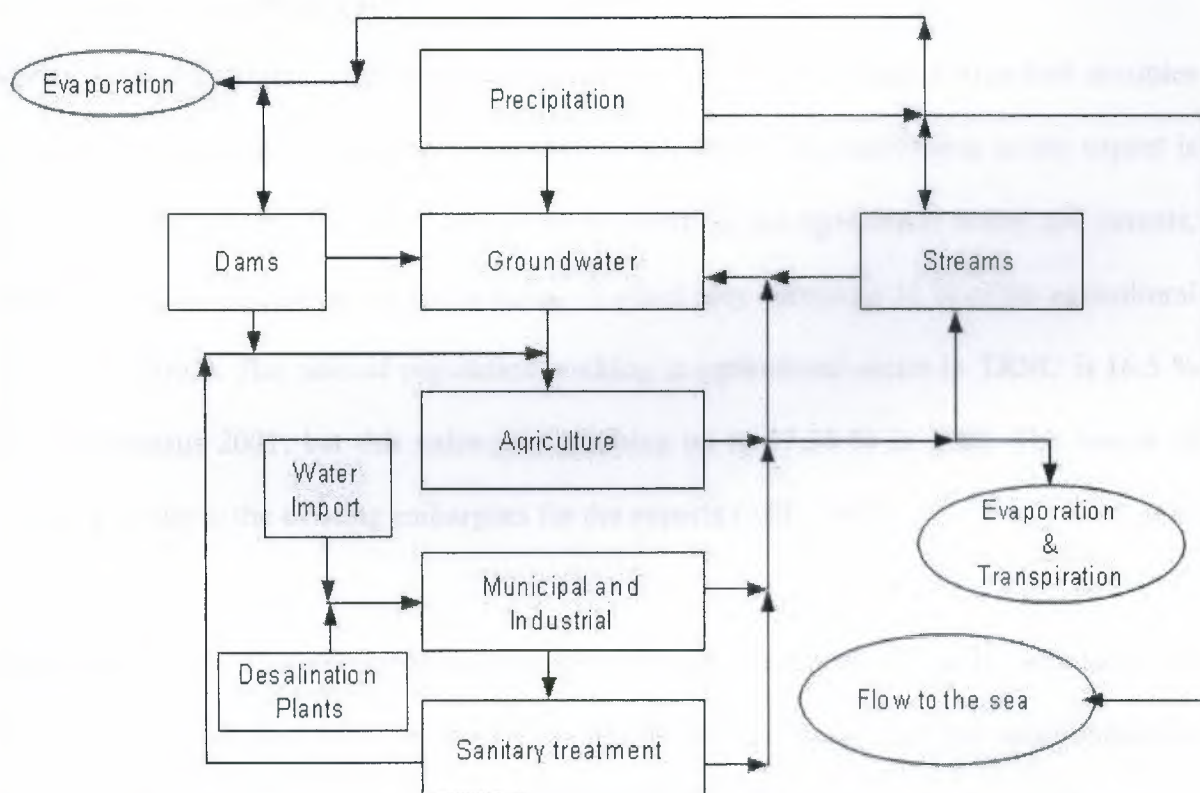 Evaporation
Precipitation
Dams
Groundwater
Streams
Agriculture
Water
Import
Evaporation
&
Transpiration
Municipal and
Industrial
Desalination
Plants
Flow to the sea
Sanitary treatment